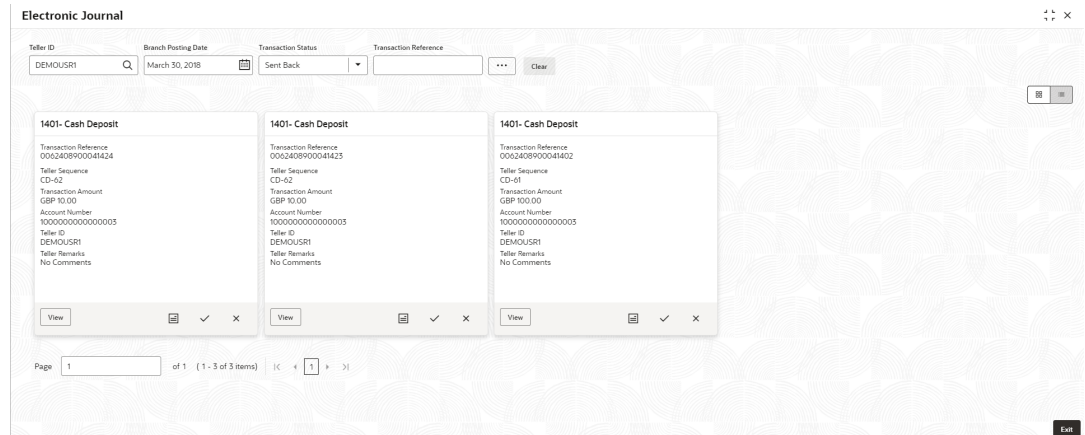 Electronic Journal
Teller ID Branch Posting Date Transaction Status Transaction Reference
DEMOUSR1 March 30, 2018 Sent Back ... Clear
1401- Cash Deposit
Transaction Reference
0062408900041424
Teller Sequence
CD-62
Transaction Amount
GBP 10.00
Account Number
1000000000000003
Teller ID
DEMOUSR1
Teller Remarks
No Comments
View
1401- Cash Deposit
Transaction Reference
0062408900041423
Teller Sequence
CD-62
Transaction Amount
GBP 10.00
Account Number
1000000000000003
Teller ID
DEMOUSR1
Teller Remarks
No Comments
View
1401- Cash Deposit
Transaction Reference
0062408900041402
Teller Sequence
CD-61
Transaction Amount
GBP 100.00
Account Number
1000000000000003
Teller ID
DEMOUSR1
Teller Remarks
No Comments
View
Page 1 of 1 (1 - 3 of 3 items) 1
Exit